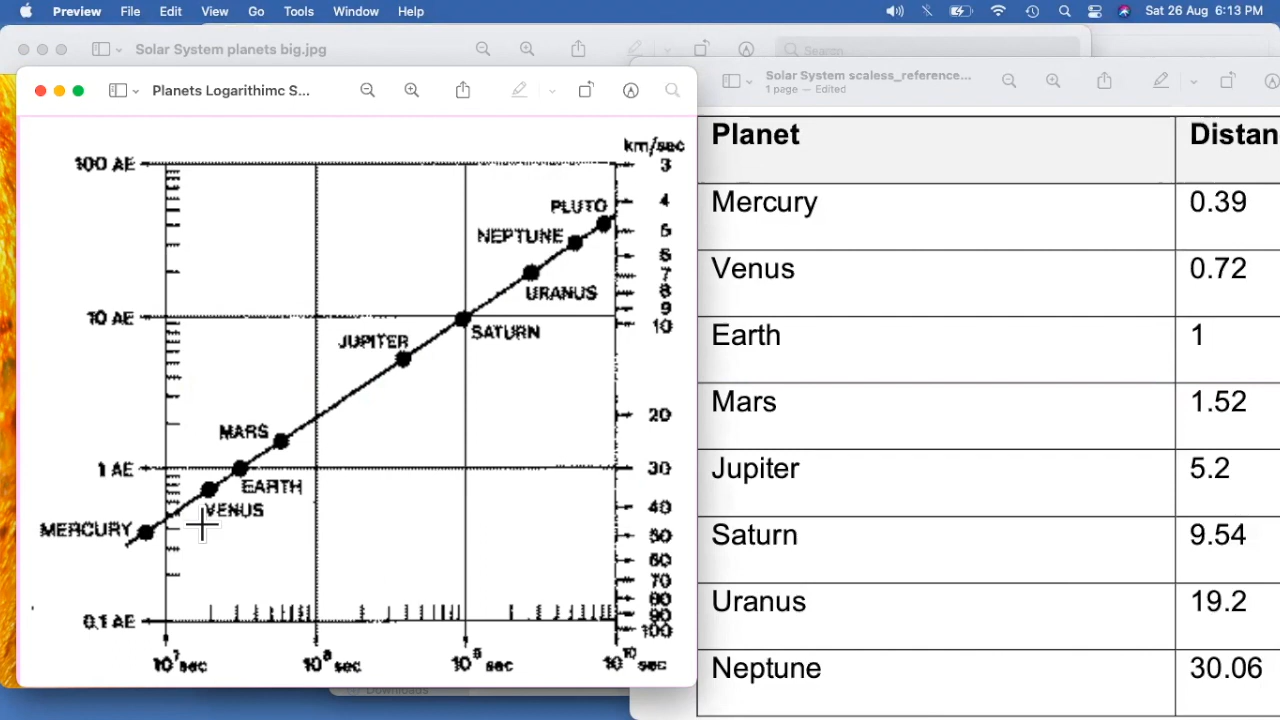 Preview File Edit View Go Tools Window Help Sat 26 Aug 6:13 PM
Solar System planets big.jpg Search
Planets Logarithimc S...
Solar System scaless_reference...
1 page — Edited
km/sec
100 AE
3
4
PLUTO
5
NEPTUNE
6
7
URANUS
8
9
10 AE
10
SATURN
JUPITER
20
MARS
1 AE
30
EARTH
VENUS
40
MERCURY
50
60
70
80
90
0.1 AE
100
10⁷ sec 10⁸ sec 10⁹ sec 10¹⁰ sec
Planet Distan
Mercury 0.39
Venus 0.72
Earth 1
Mars 1.52
Jupiter 5.2
Saturn 9.54
Uranus 19.2
Neptune 30.06
Downloads